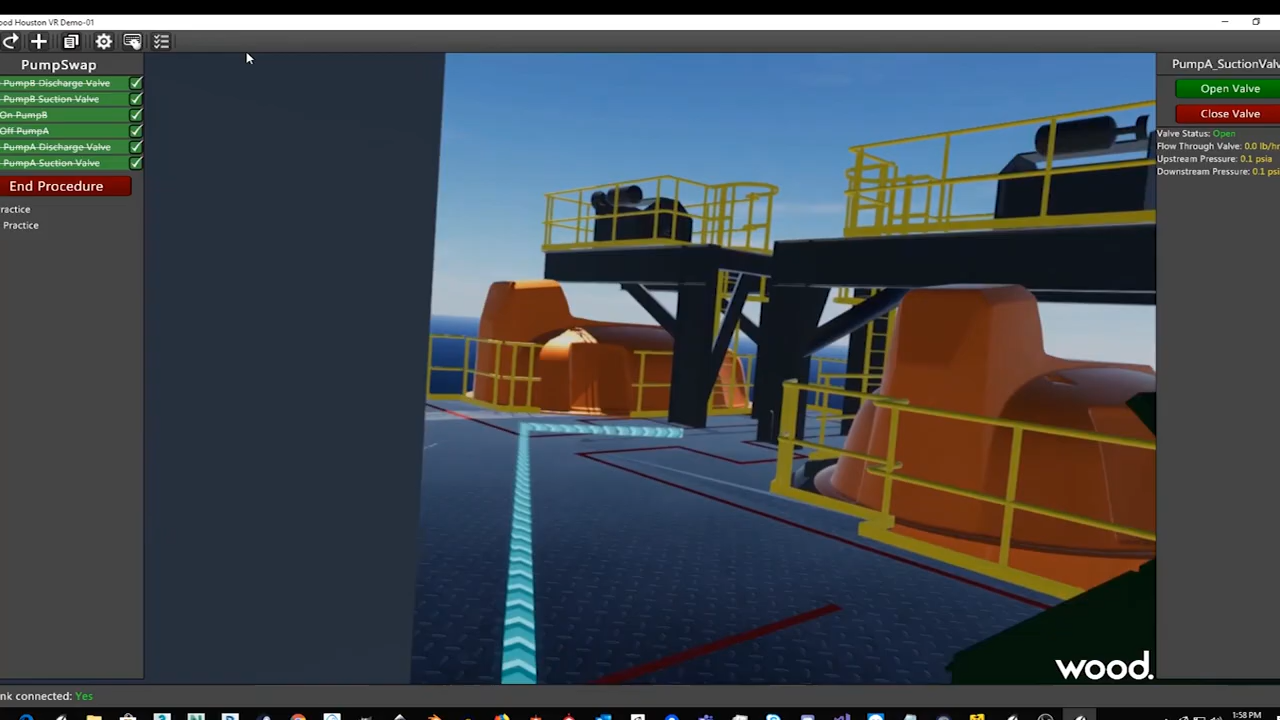 ood Houston VR Demo-01
PumpSwap
PumpB Discharge Valve
PumpB Suction Valve
On PumpB
Off PumpA
PumpA Discharge Valve
PumpA Suction Valve
End Procedure
ractice
Practice
PumpA_SuctionValv
Open Valve
Close Valve
Valve Status: Open
Flow Through Valve: 0.0 lb/hr
Upstream Pressure: 0.1 psia
Downstream Pressure: 0.1 psi
wood.
nk connected: Yes
1:58 PM